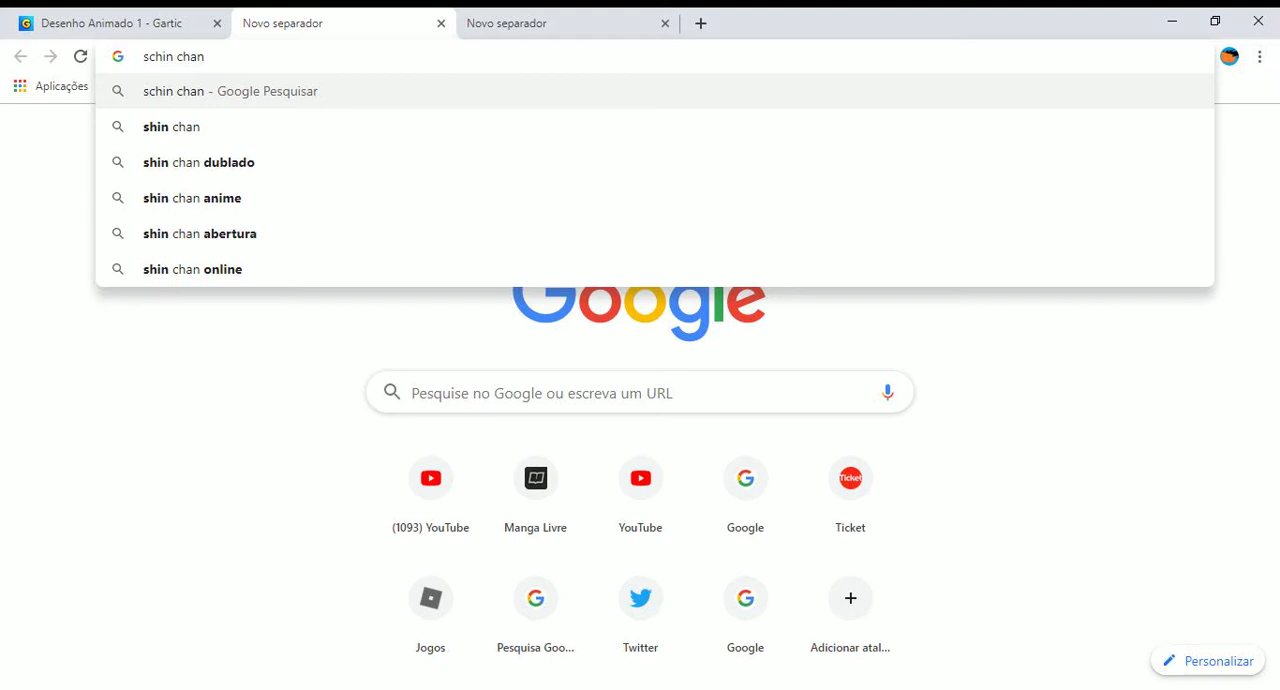 Desenho Animado 1 - Gartic
Novo separador
Novo separador
schin chan
Aplicações
schin chan - Google Pesquisar
shin chan
shin chan dublado
shin chan anime
shin chan abertura
shin chan online
Google
Pesquise no Google ou escreva um URL
Ticket
(1093) YouTube
Manga Livre
YouTube
Google
Ticket
Jogos
Pesquisa Goo...
Twitter
Google
Adicionar atal...
Personalizar